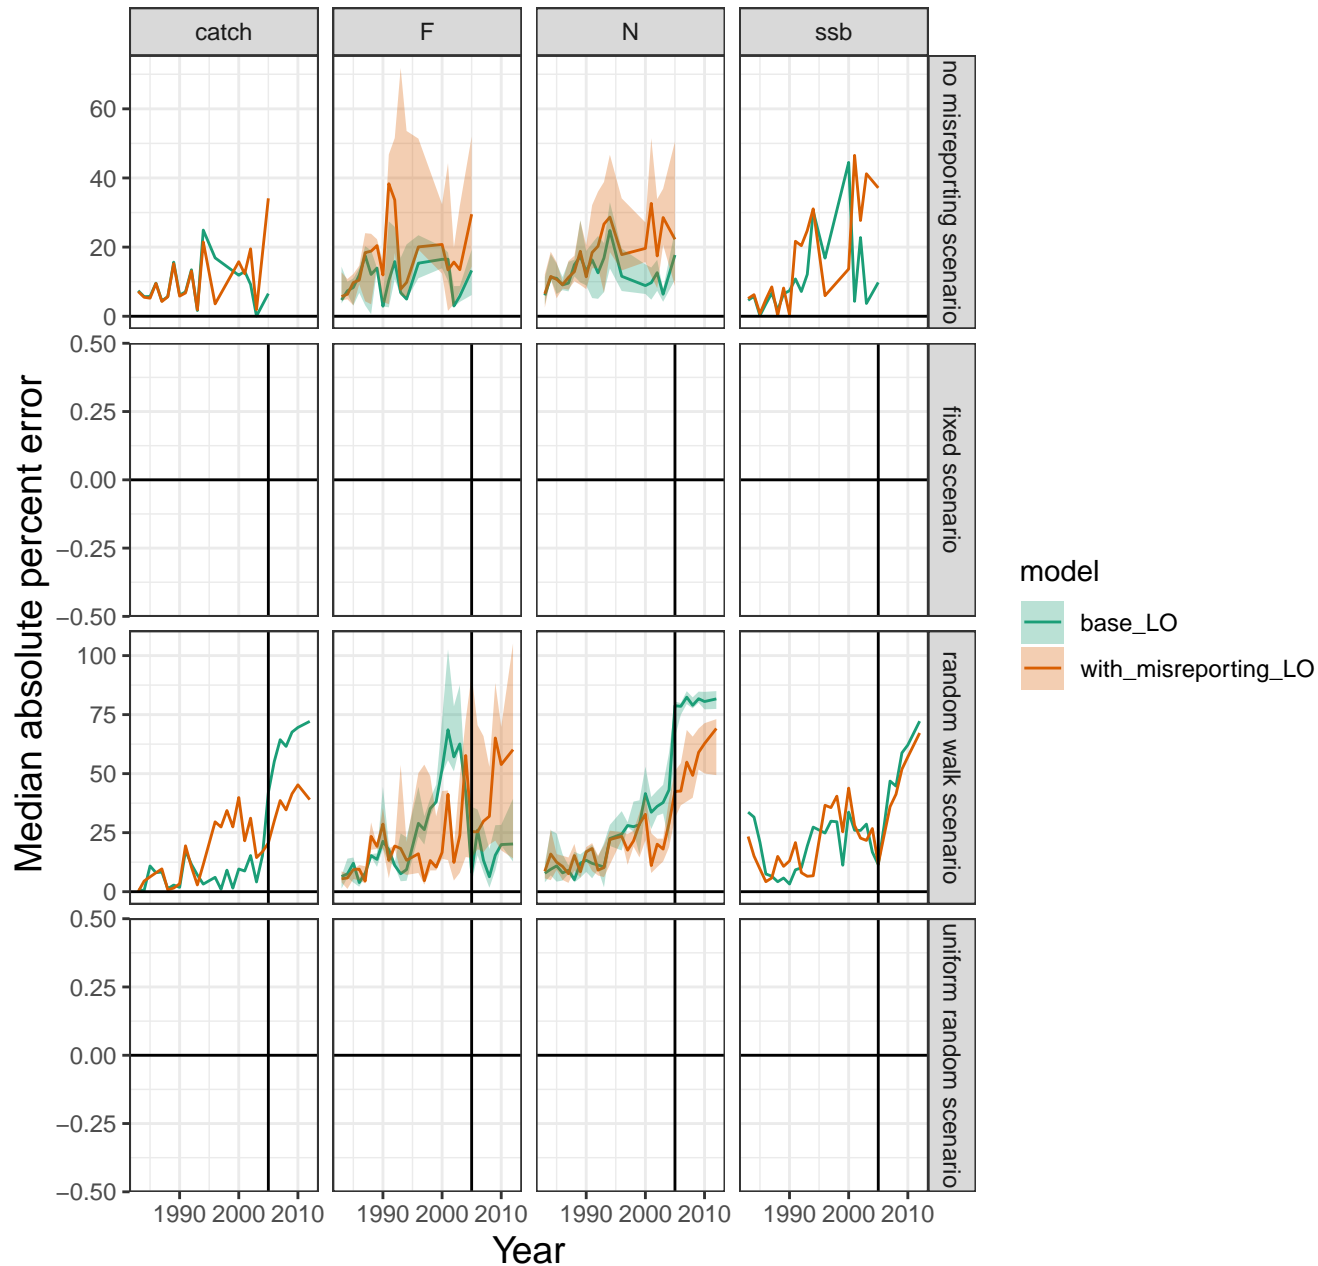 catch F N ssb
Median absolute percent error
60
40
20
0
no misreporting scenario
0.50
0.25
0.00
−0.25
−0.50
fixed scenario
100
75
50
25
0
random walk scenario
0.50
0.25
0.00
−0.25
−0.50
uniform random scenario
1990 2000 2010 1990 2000 2010 1990 2000 2010 1990 2000 2010
Year
model
base_LO
with_misreporting_LO